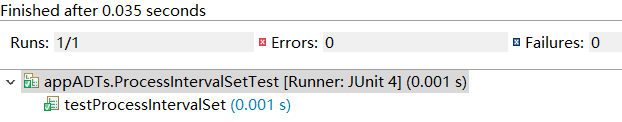 Finished after 0.035 seconds
Runs: 1/1 Errors: 0 Failures: 0
appADTs.ProcessIntervalSetTest [Runner: JUnit 4] (0.001 s)
testProcessIntervalSet (0.001 s)